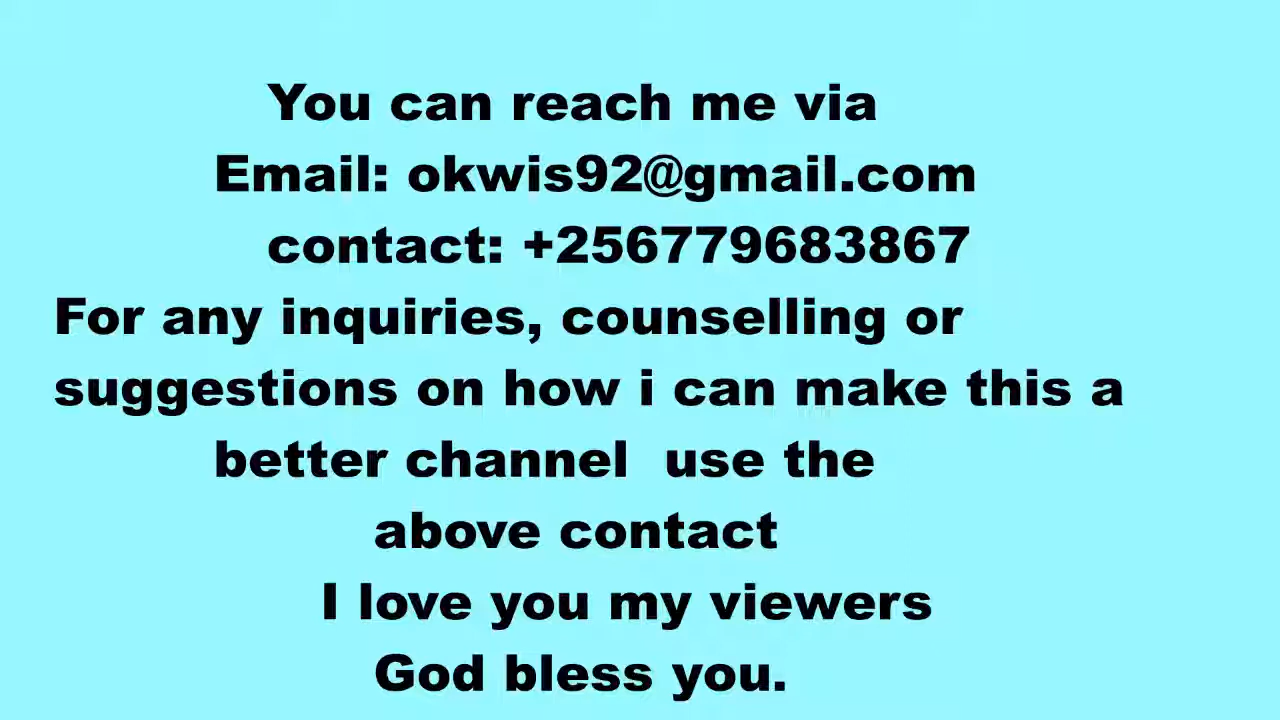 You can reach me via
Email: okwis92@gmail.com
contact: +256779683867
For any inquiries, counselling or
suggestions on how i can make this a
better channel  use the
above contact
I love you my viewers
God bless you.